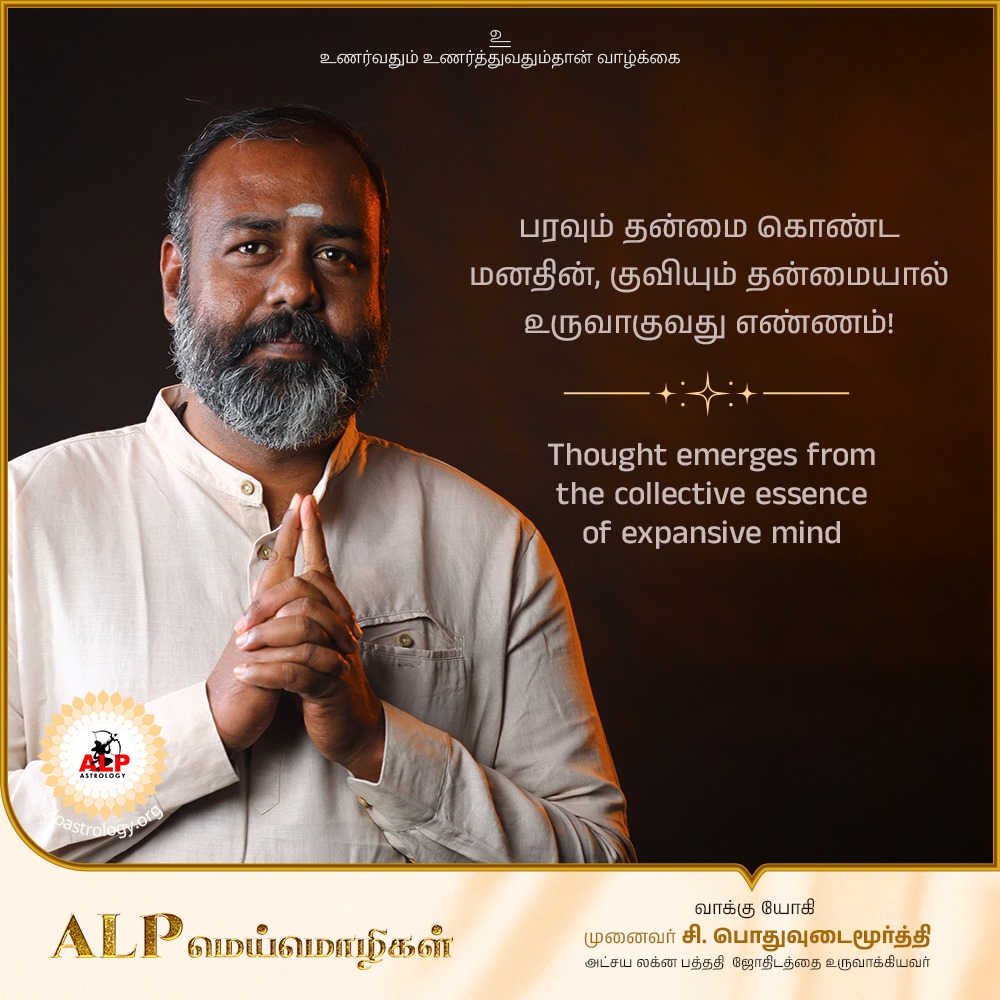 உ
உணர்வதும் உணர்த்துவதும்தான் வாழ்க்கை
பரவும் தன்மை கொண்ட
மனதின், குவியும் தன்மையால்
உருவாகுவது எண்ணம்!
Thought emerges from
the collective essence
of expansive mind
ALP
ASTROLOGY
alpastrology.org
ALP மெய்மொழிகள்
வாக்கு யோகி
முனைவர் சி. பொதுவுடைமூர்த்தி
அட்சய லக்ன பத்ததி ஜோதிடத்தை உருவாக்கியவர்